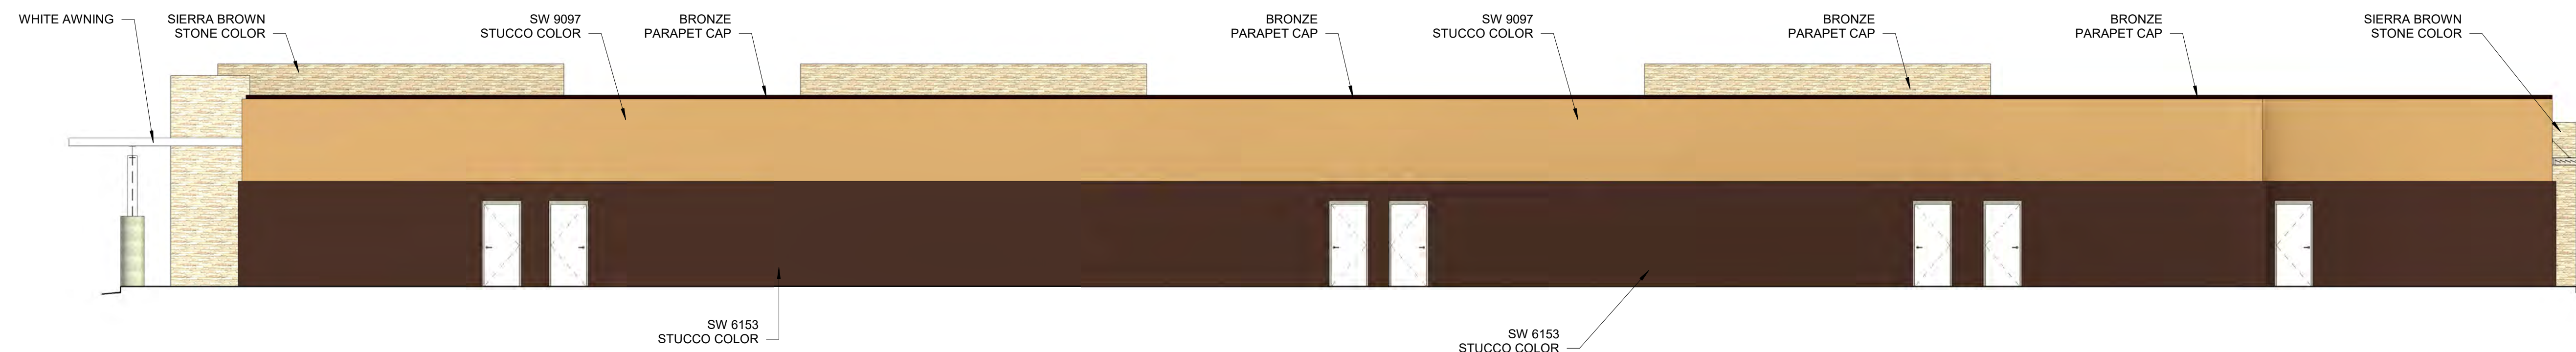 WHITE AWNING
SIERRA BROWN
STONE COLOR
SW 9097
STUCCO COLOR
BRONZE
PARAPET CAP
BRONZE
PARAPET CAP
SW 9097
STUCCO COLOR
BRONZE
PARAPET CAP
BRONZE
PARAPET CAP
SIERRA BROWN
STONE COLOR
SW 6153
STUCCO COLOR
SW 6153
STUCCO COLOR